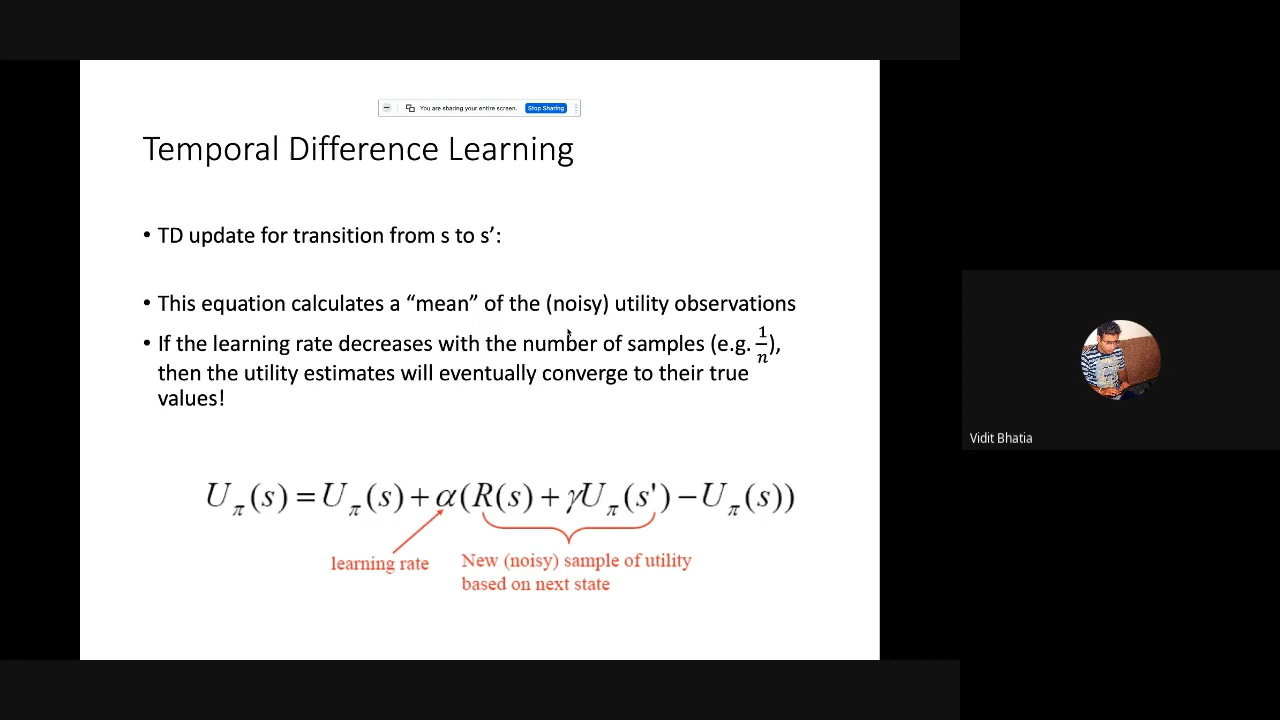 You are sharing your entire screen. Stop Sharing
Temporal Difference Learning
• TD update for transition from s to s’:
• This equation calculates a “mean” of the (noisy) utility observations
• If the learning rate decreases with the number of samples (e.g. 1/n),
then the utility estimates will eventually converge to their true
values!
U_π(s) = U_π(s) + α(R(s) + γU_π(s') − U_π(s))
learning rate
New (noisy) sample of utility
based on next state
Vidit Bhatia